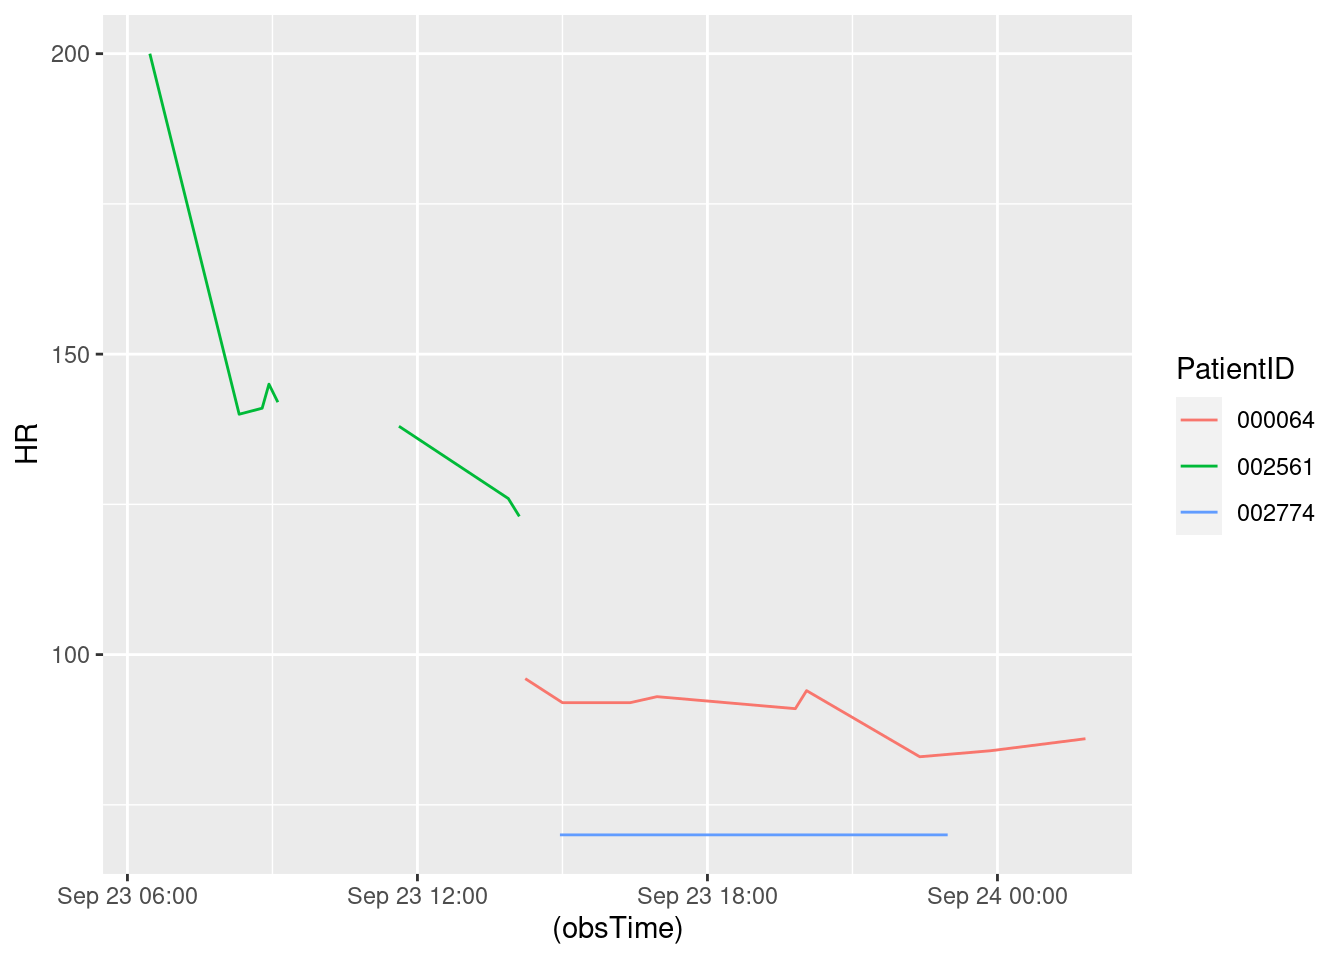 200
150
100
HR
Sep 23 06:00
Sep 23 12:00
Sep 23 18:00
Sep 24 00:00
(obsTime)
PatientID
000064
002561
002774